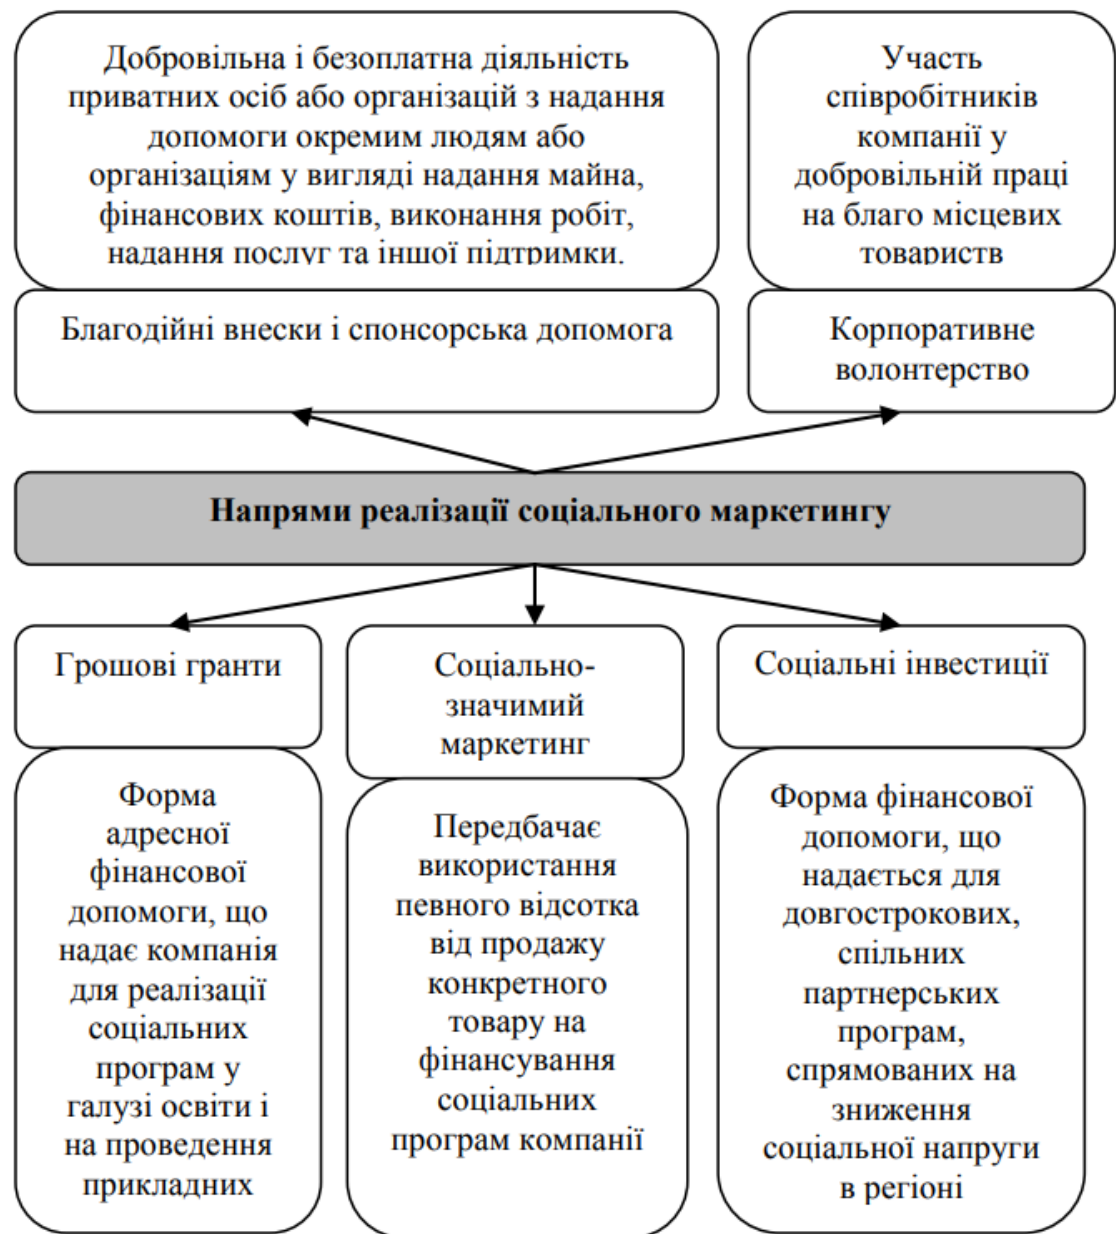 Добровільна і безоплатна діяльність
приватних осіб або організацій з надання
допомоги окремим людям або
організаціям у вигляді надання майна,
фінансових коштів, виконання робіт,
надання послуг та іншої підтримки.
Благодійні внески і спонсорська допомога
Участь
співробітників
компанії у
добровільній праці
на благо місцевих
товариств
Корпоративне
волонтерство
Напрями реалізації соціального маркетингу
Грошові гранти
Форма
адресної
фінансової
допомоги, що
надає компанія
для реалізації
соціальних
програм у
галузі освіти і
на проведення
прикладних
Соціально-
значимий
маркетинг
Передбачає
використання
певного відсотка
від продажу
конкретного
товару на
фінансування
соціальних
програм компанії
Соціальні інвестиції
Форма фінансової
допомоги, що
надається для
довгострокових,
спільних
партнерських
програм,
спрямованих на
зниження
соціальної напруги
в регіоні